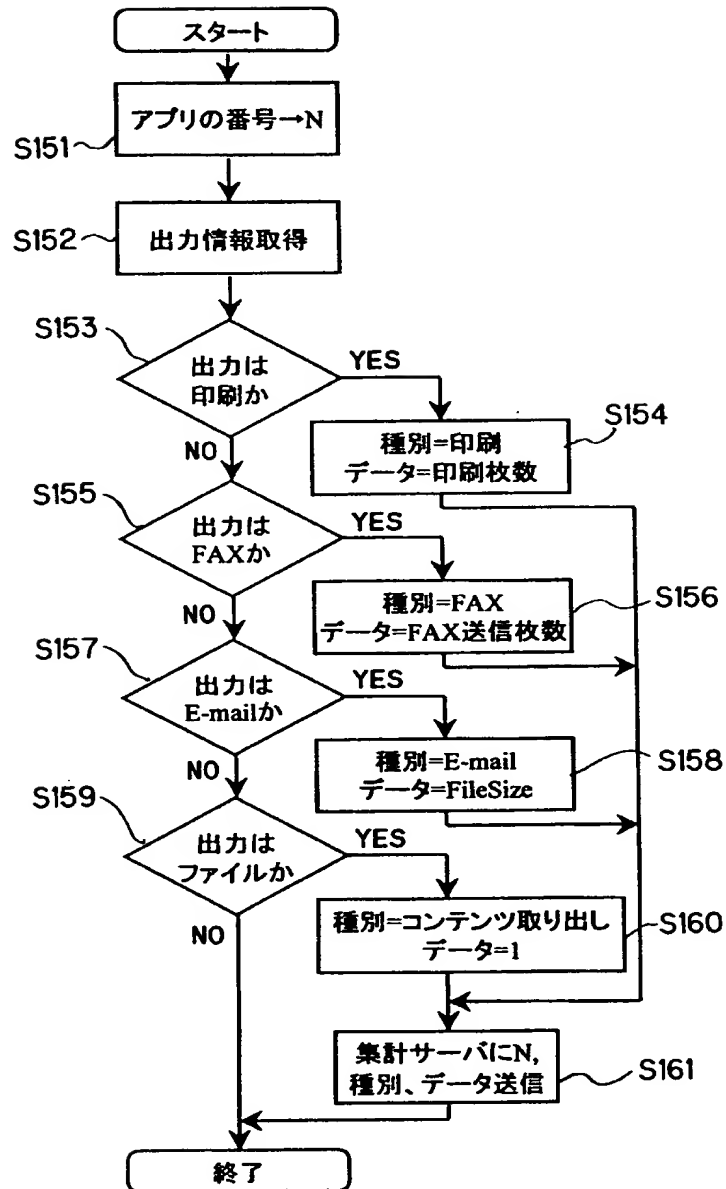 スタート
アプリの番号→N
S151
出力情報取得
S152
S153
出力は
印刷か
YES
NO
種別=印刷
データ=印刷枚数
S154
S155
出力は
FAXか
YES
NO
種別=FAX
データ=FAX送信枚数
S156
S157
出力は
E-mailか
YES
NO
種別=E-mail
データ=FileSize
S158
S159
出力は
ファイルか
YES
NO
種別=コンテンツ取り出し
データ=1
S160
集計サーバにN,
種別、データ送信
S161
終了